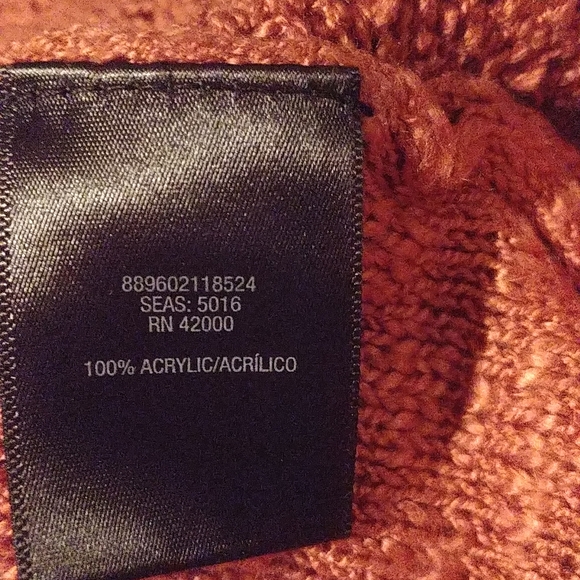 889602118524
SEAS: 5016
RN 42000
100% ACRYLIC/ACRÍLICO